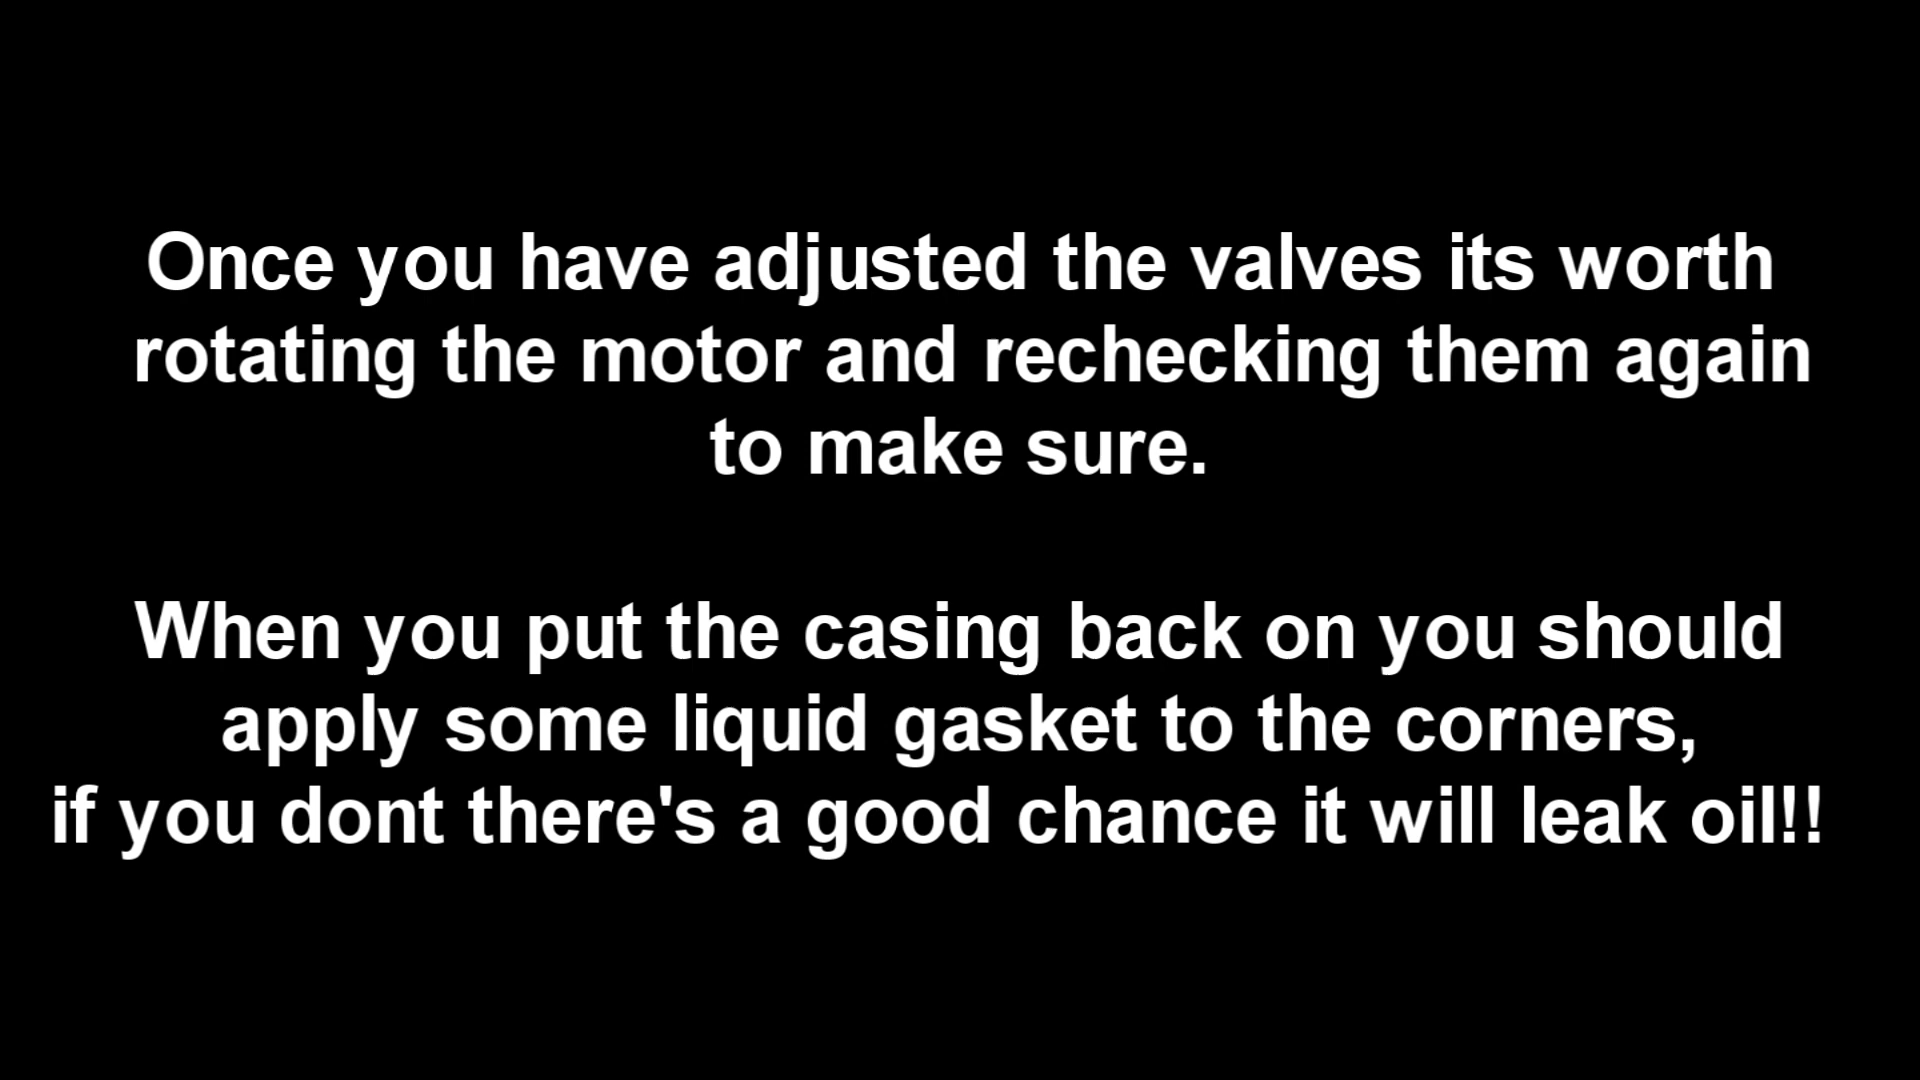 Once you have adjusted the valves its worth
rotating the motor and rechecking them again
to make sure.
When you put the casing back on you should
apply some liquid gasket to the corners,
if you dont there's a good chance it will leak oil!!